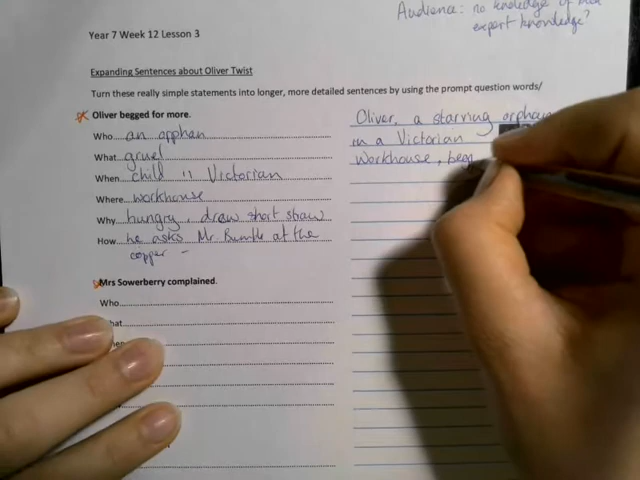 Audience: no knowledge of
expert knowledge?
Year 7 Week 12 Lesson 3
Expanding Sentences about Oliver Twist
Turn these really simple statements into longer, more detailed sentences by using the prompt question words/
Oliver begged for more.
Who an orphan
What gruel
When child in Victorian
Where workhouse
Why hungry, drew short straw
How he asks Mr Bumble at the
copper -
Mrs Sowerberry complained.
Who
Oliver, a starving orphan
in a Victorian
workhouse, beg